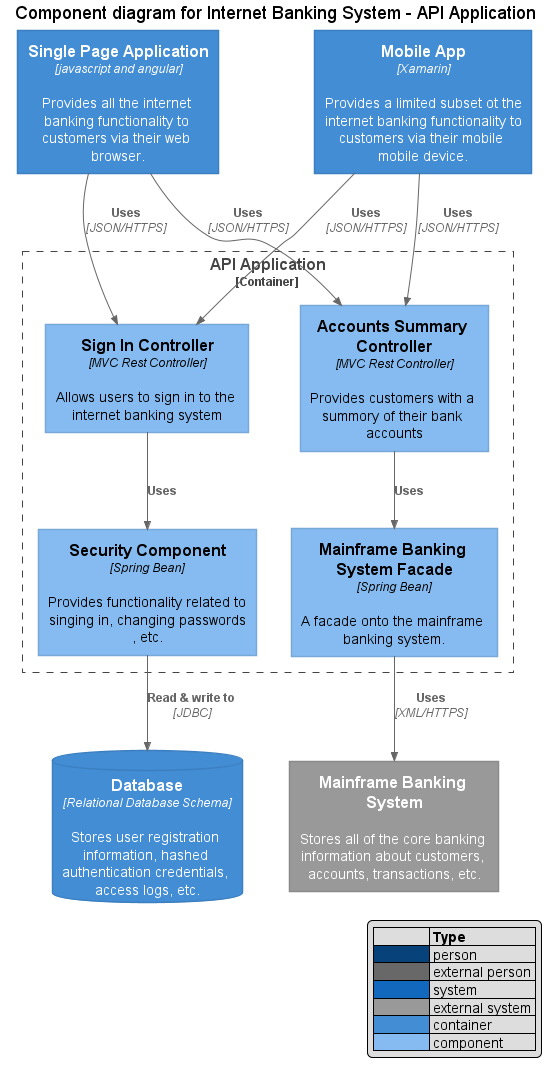 Component diagram for Internet Banking System - API Application
Single Page Application
[javascript and angular]
Provides all the internet
banking functionality to
customers via their web
browser.
Mobile App
[Xamarin]
Provides a limited subset ot the
internet banking functionality to
customers via their mobile
mobile device.
Uses
[JSON/HTTPS]
Uses
[JSON/HTTPS]
Uses
[JSON/HTTPS]
Uses
[JSON/HTTPS]
API Application
[Container]
Sign In Controller
[MVC Rest Controller]
Allows users to sign in to the
internet banking system
Accounts Summary
Controller
[MVC Rest Controller]
Provides customers with a
summory of their bank
accounts
Uses
Uses
Security Component
[Spring Bean]
Provides functionality related to
singing in, changing passwords
, etc.
Mainframe Banking
System Facade
[Spring Bean]
A facade onto the mainframe
banking system.
Read & write to
[JDBC]
Uses
[XML/HTTPS]
Database
[Relational Database Schema]
Stores user registration
information, hashed
authentication credentials,
access logs, etc.
Mainframe Banking
System
Stores all of the core banking
information about customers,
accounts, transactions, etc.
Type
person
external person
system
external system
container
component